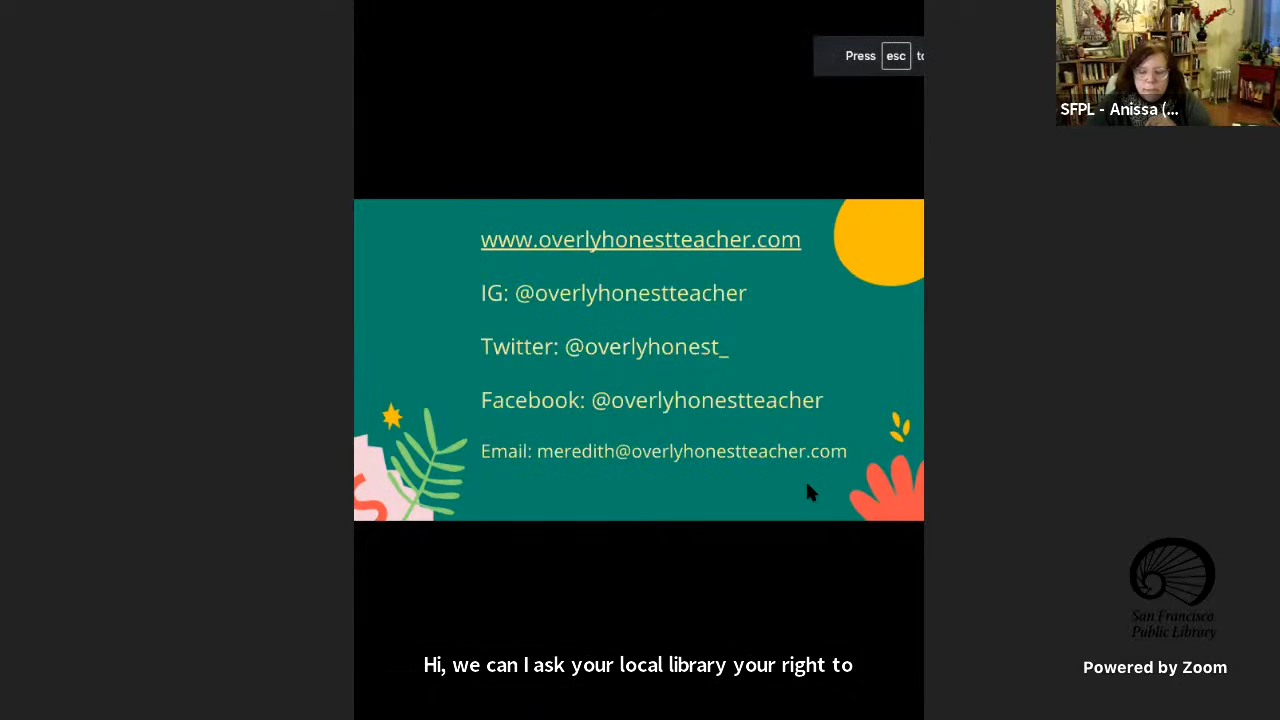 Press esc to
SFPL - Anissa (...
www.overlyhonestteacher.com
IG: @overlyhonestteacher
Twitter: @overlyhonest_
Facebook: @overlyhonestteacher
Email: meredith@overlyhonestteacher.com
S
San Francisco
Public Library
Hi, we can I ask your local library your right to
Powered by Zoom